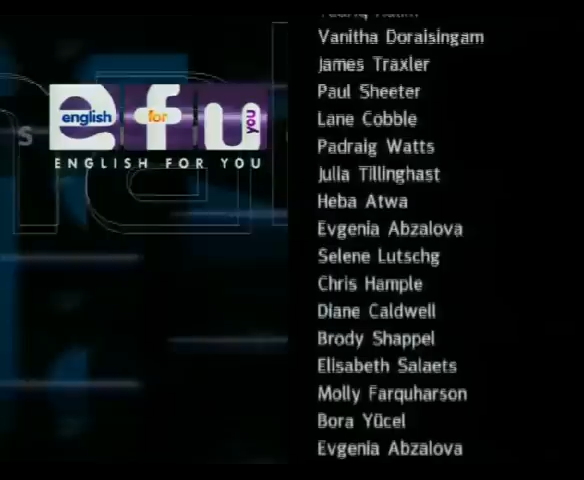 english for you
ENGLISH FOR YOU
Vanitha Doraisingam
James Traxler
Paul Sheeter
Lane Cobble
Padraig Watts
Julia Tillinghast
Heba Atwa
Evgenia Abzalova
Selene Lutschg
Chris Hample
Diane Caldwell
Brody Shappel
Elisabeth Salaets
Molly Farquharson
Bora Yücel
Evgenia Abzalova